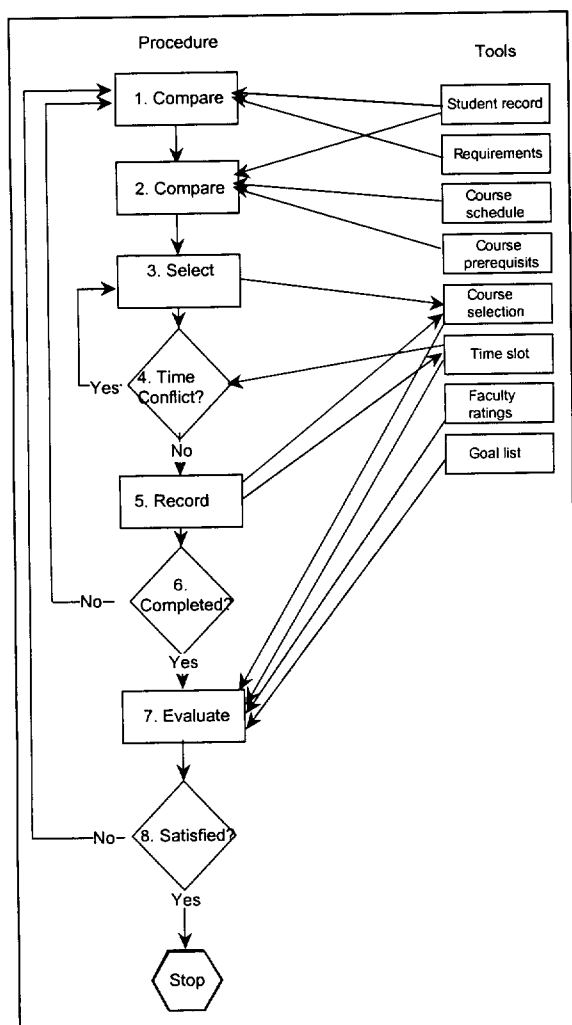 Procedure
Tools
1. Compare
Student record
Requirements
2. Compare
Course
schedule
Course
prerequisits
3. Select
Course
selection
Time slot
4. Time
Conflict?
Yes
Faculty
ratings
No
Goal list
5. Record
6.
Completed?
No
Yes
7. Evaluate
8. Satisfied?
No
Yes
Stop